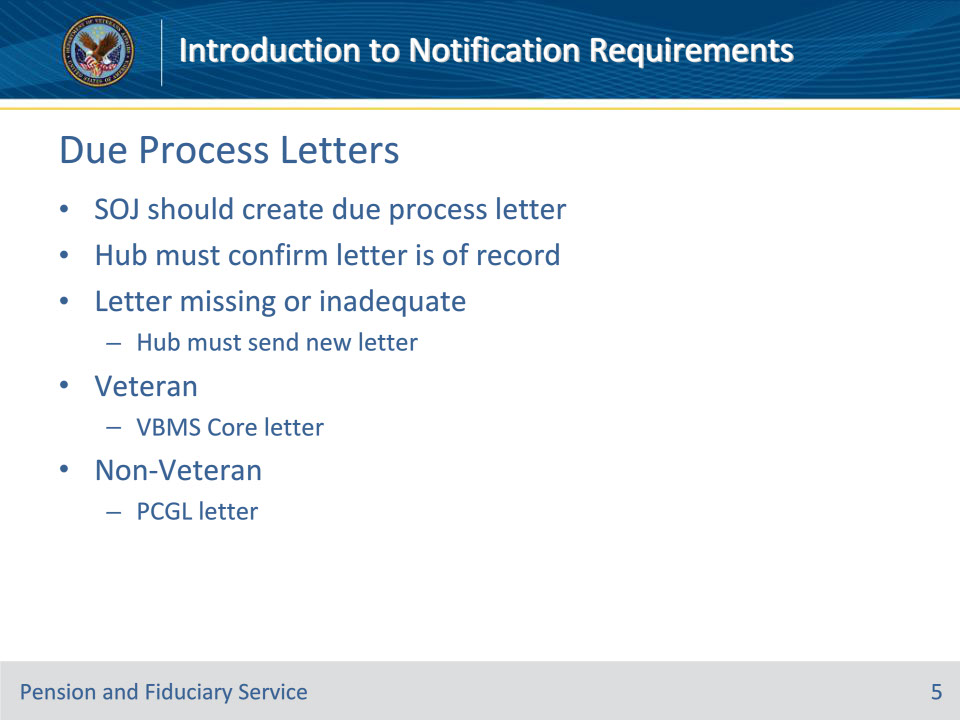 Introduction to Notification Requirements
Due Process Letters
• SOJ should create due process letter
• Hub must confirm letter is of record
• Letter missing or inadequate
– Hub must send new letter
• Veteran
– VBMS Core letter
• Non-Veteran
– PCGL letter
Pension and Fiduciary Service
5